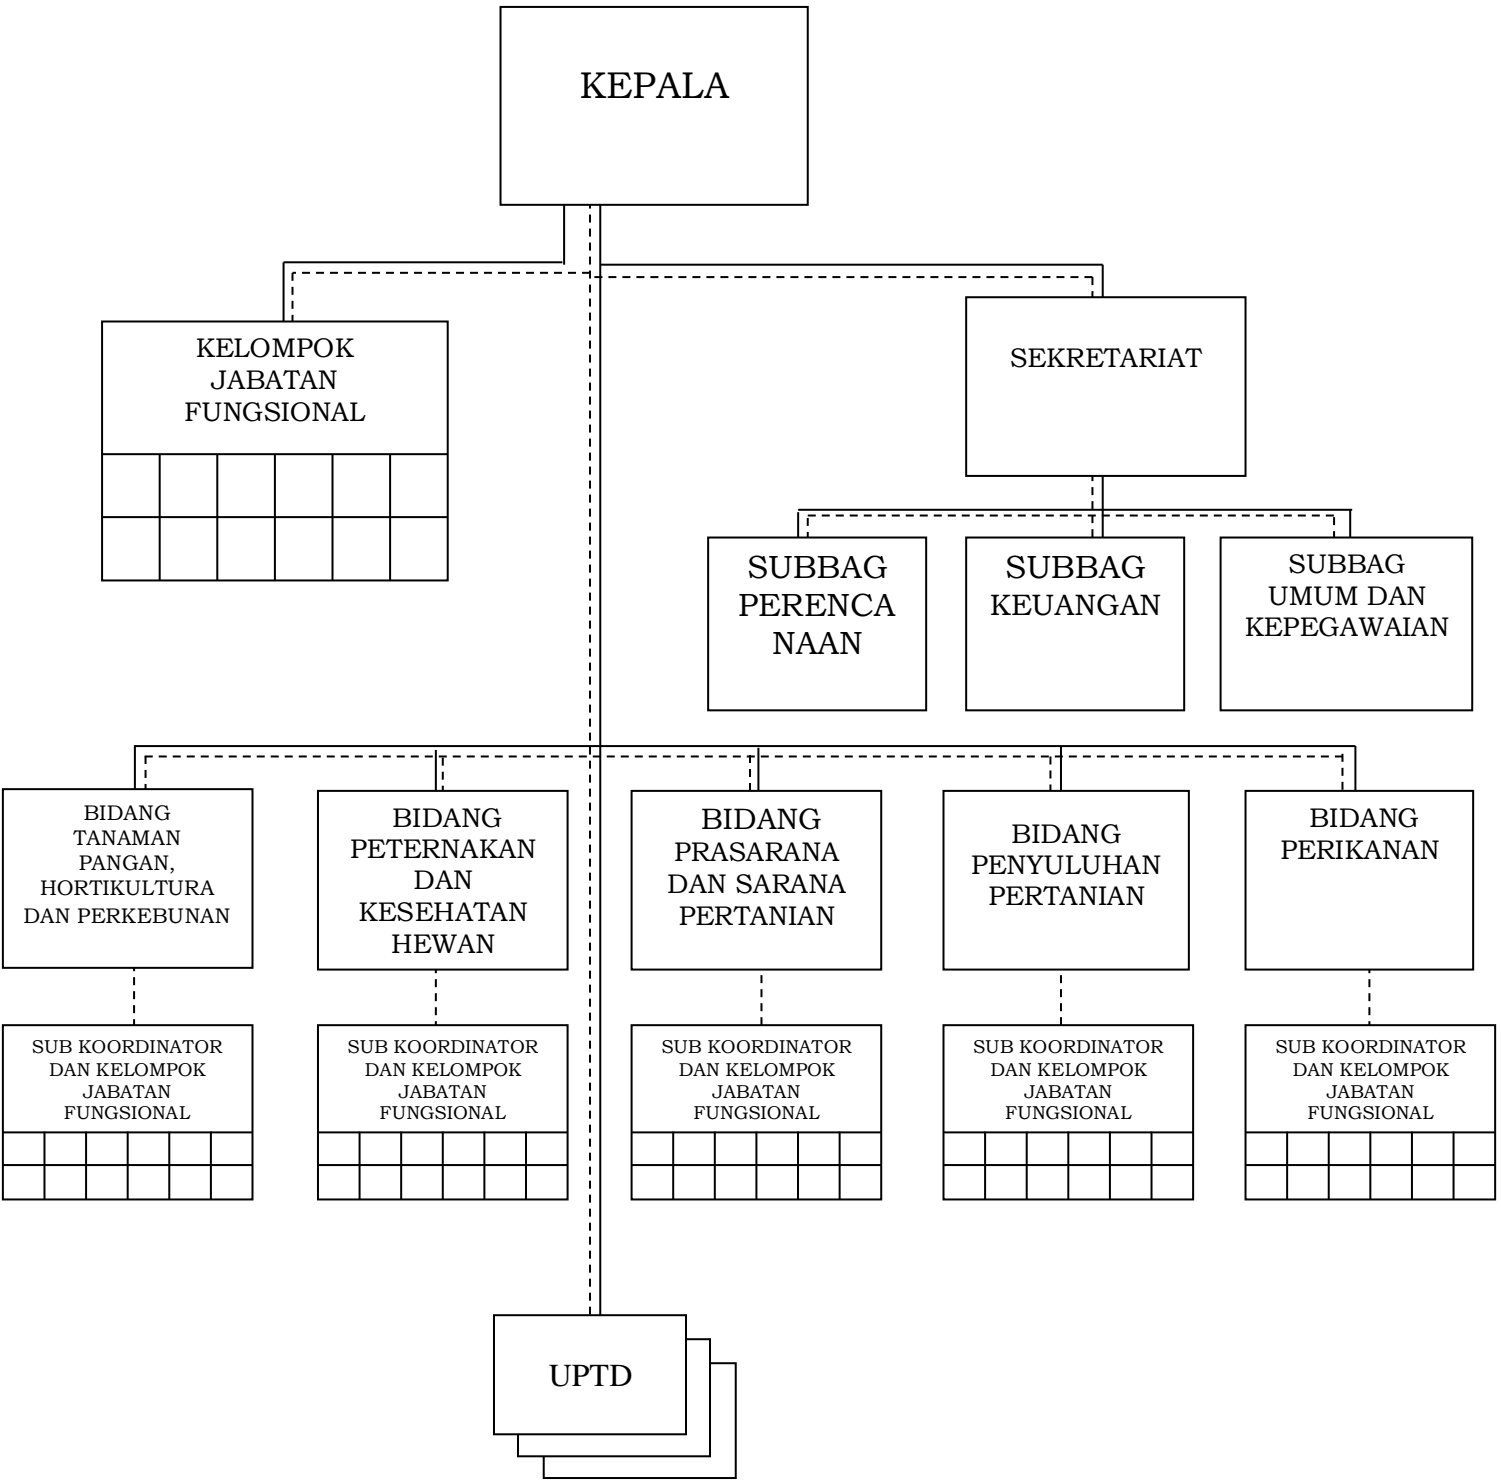 KEPALA
KELOMPOK
JABATAN
FUNGSIONAL
SEKRETARIAT
SUBBAG
PERENCA
NAAN
SUBBAG
KEUANGAN
SUBBAG
UMUM DAN
KEPEGAWAIAN
BIDANG
TANAMAN
PANGAN,
HORTIKULTURA
DAN PERKEBUNAN
BIDANG
PETERNAKAN
DAN
KESEHATAN
HEWAN
BIDANG
PRASARANA
DAN SARANA
PERTANIAN
BIDANG
PENYULUHAN
PERTANIAN
BIDANG
PERIKANAN
SUB KOORDINATOR
DAN KELOMPOK
JABATAN
FUNGSIONAL
SUB KOORDINATOR
DAN KELOMPOK
JABATAN
FUNGSIONAL
SUB KOORDINATOR
DAN KELOMPOK
JABATAN
FUNGSIONAL
SUB KOORDINATOR
DAN KELOMPOK
JABATAN
FUNGSIONAL
SUB KOORDINATOR
DAN KELOMPOK
JABATAN
FUNGSIONAL
UPTD